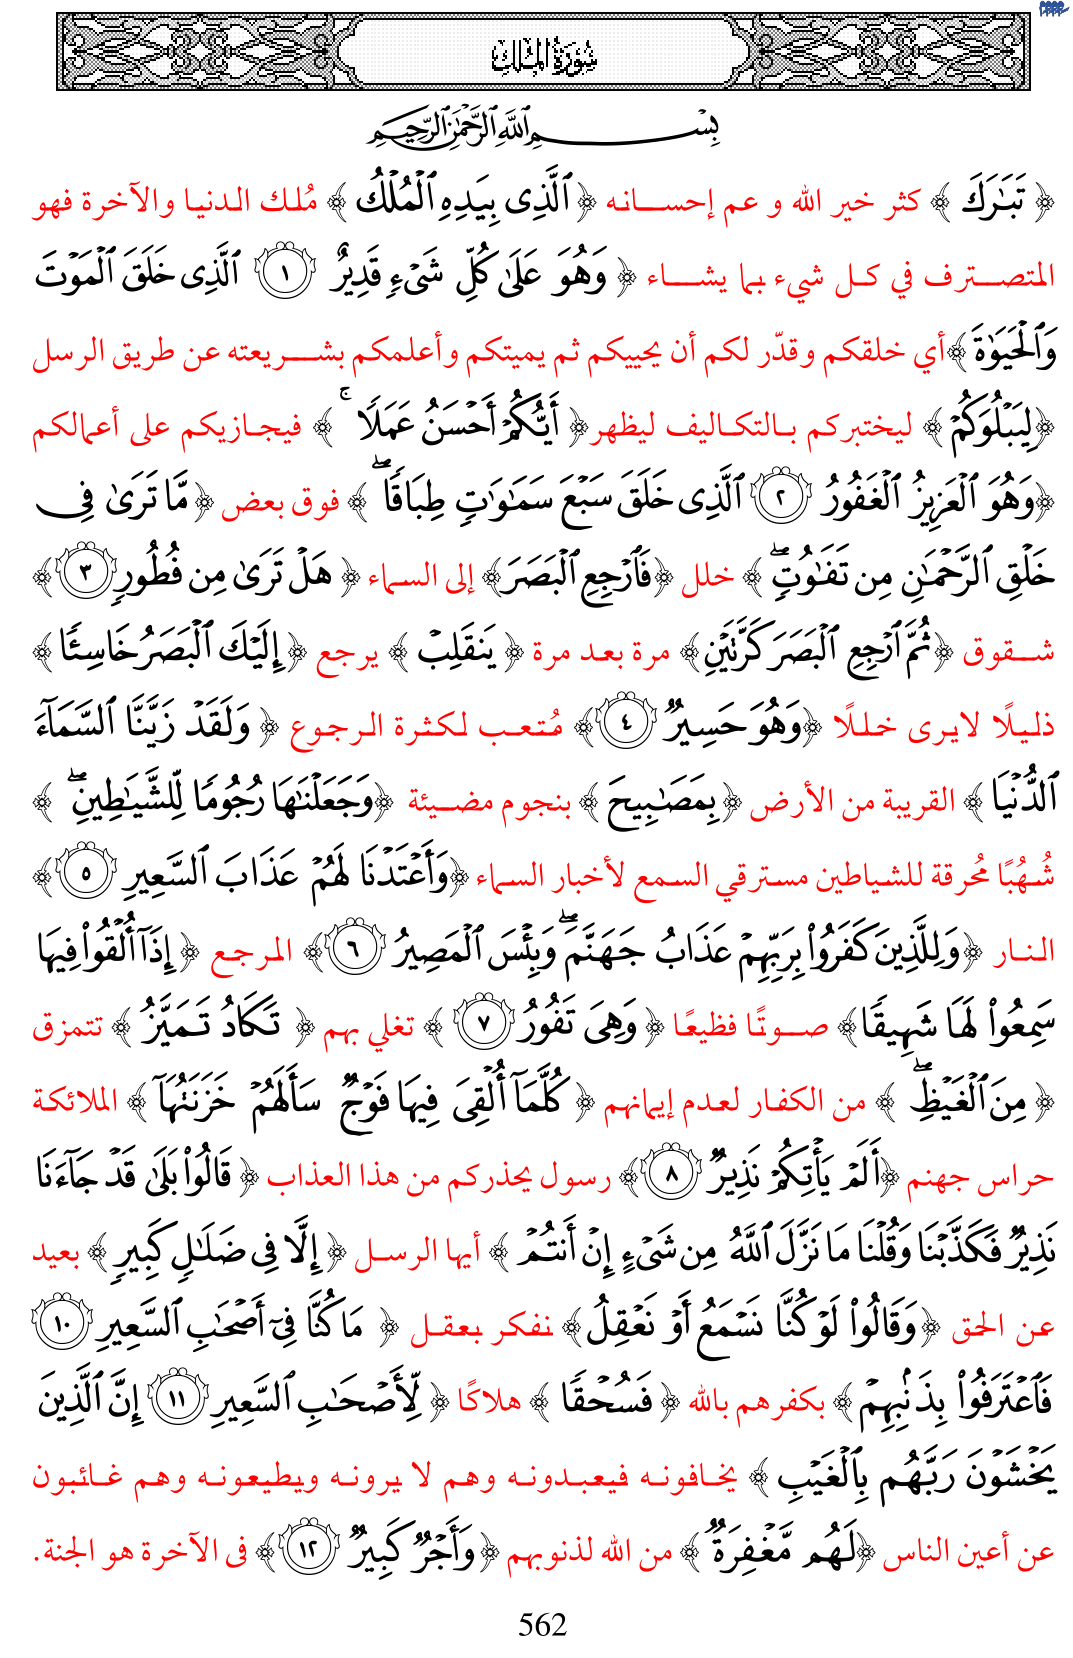 سُورَةُ المُلْكِ
بِسْمِ ٱللَّهِ ٱلرَّحْمَٰنِ ٱلرَّحِيمِ
﴿ تَبَٰرَكَ ﴾ كثر خير الله و عم إحسانه ﴿ ٱلَّذِى بِيَدِهِ ٱلْمُلْكُ ﴾ مُلك الدنيا والآخرة فهو
المتصترف في كل شيء بما يشاء ﴿ وَهُوَ عَلَىٰ كُلِّ شَىْءٍ قَدِيرٌ ١ ٱلَّذِى خَلَقَ ٱلْمَوْتَ
وَٱلْحَيَوٰةَ ﴾ أي خلقكم وقدّر لكم أن يحييكم ثم يميتكم وأعلمكم بشريعته عن طريق الرسل
﴿لِيَبْلُوَكُمْ ﴾ ليختبركم بالتكاليف ليظهر﴿ أَيُّكُمْ أَحْسَنُ عَمَلًا ۚ ﴾ فيجازيكم على أعمالكم
﴿وَهُوَ ٱلْعَزِيزُ ٱلْغَفُورُ ٢ ٱلَّذِى خَلَقَ سَبْعَ سَمَٰوَٰتٍ طِبَاقًا ۖ ﴾ فوق بعض ﴿ مَّا تَرَىٰ فِى
خَلْقِ ٱلرَّحْمَٰنِ مِن تَفَٰوُتٍ ۖ ﴾ خلل ﴿فَٱرْجِعِ ٱلْبَصَرَ﴾ إلى السماء ﴿ هَلْ تَرَىٰ مِن فُطُورٍ ٣ ﴾
شقوق ﴿ثُمَّ ٱرْجِعِ ٱلْبَصَرَ كَرَّتَيْنِ﴾ مرة بعد مرة ﴿ يَنقَلِبْ ﴾ يرجع ﴿ إِلَيْكَ ٱلْبَصَرُ خَاسِئًا ﴾
ذليلًا لايرى خللًا ﴿وَهُوَ حَسِيرٌ ٤ ﴾ مُتعب لكثرة الرجوع ﴿ وَلَقَدْ زَيَّنَّا ٱلسَّمَآءَ
ٱلدُّنْيَا ﴾ القريبة من الأرض ﴿ بِمَصَٰبِيحَ ﴾ بنجوم مضيئة ﴿وَجَعَلْنَٰهَا رُجُومًا لِّلشَّيَٰطِينِ ۖ ﴾
شُهُبًا مُحرقة للشياطين مسترقي السمع لأخبار السماء ﴿وَأَعْتَدْنَا لَهُمْ عَذَابَ ٱلسَّعِيرِ ٥ ﴾
النار ﴿وَلِلَّذِينَ كَفَرُوا۟ بِرَبِّهِمْ عَذَابُ جَهَنَّمَ ۖ وَبِئْسَ ٱلْمَصِيرُ ٦ ﴾ المرجع ﴿ إِذَآ أُلْقُوا۟ فِيهَا
سَمِعُوا۟ لَهَا شَهِيقًا﴾ صوتًا فظيعًا ﴿ وَهِىَ تَفُورُ ٧ ﴾ تغلي بهم ﴿ تَكَادُ تَمَيَّزُ ﴾ تتمزق
﴿ مِنَ ٱلْغَيْظِ ۖ ﴾ من الكفار لعدم إيمانهم ﴿ كُلَّمَآ أُلْقِىَ فِيهَا فَوْجٌ سَأَلَهُمْ خَزَنَتُهَآ ﴾ الملائكة
حراس جهنم ﴿أَلَمْ يَأْتِكُمْ نَذِيرٌ ٨ ﴾ رسول يحذركم من هذا العذاب ﴿ قَالُوا۟ بَلَىٰ قَدْ جَآءَنَا
نَذِيرٌ فَكَذَّبْنَا وَقُلْنَا مَا نَزَّلَ ٱللَّهُ مِن شَىْءٍ إِنْ أَنتُمْ ﴾ أيها الرسل ﴿ إِلَّا فِى ضَلَٰلٍ كَبِيرٍ ﴾ بعيد
عن الحق ﴿وَقَالُوا۟ لَوْ كُنَّا نَسْمَعُ أَوْ نَعْقِلُ﴾ نفكر بعقل ﴿ مَا كُنَّا فِىٓ أَصْحَٰبِ ٱلسَّعِيرِ ١٠
فَٱعْتَرَفُوا۟ بِذَنۢبِهِمْ ﴾ بكفرهم بالله ﴿ فَسُحْقًا ﴾ هلاكًا ﴿ لِّأَصْحَٰبِ ٱلسَّعِيرِ ١١ إِنَّ ٱلَّذِينَ
يَخْشَوْنَ رَبَّهُم بِٱلْغَيْبِ ﴾ يخافونه فيعبدونه وهم لا يرونه ويطيعونه وهم غائبون
عن أعين الناس ﴿لَهُم مَّغْفِرَةٌ ﴾ من الله لذنوبهم ﴿وَأَجْرٌ كَبِيرٌ ١٢ ﴾ فى الآخرة هو الجنة.
562